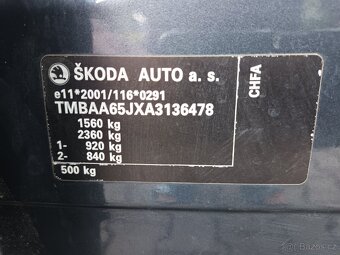 ŠKODA AUTO a. s.
e11*2001/116*0291
TMBAA65JXA3136478
1560 kg
2360 kg
1- 920 kg
2- 840 kg
500 kg
CHFA